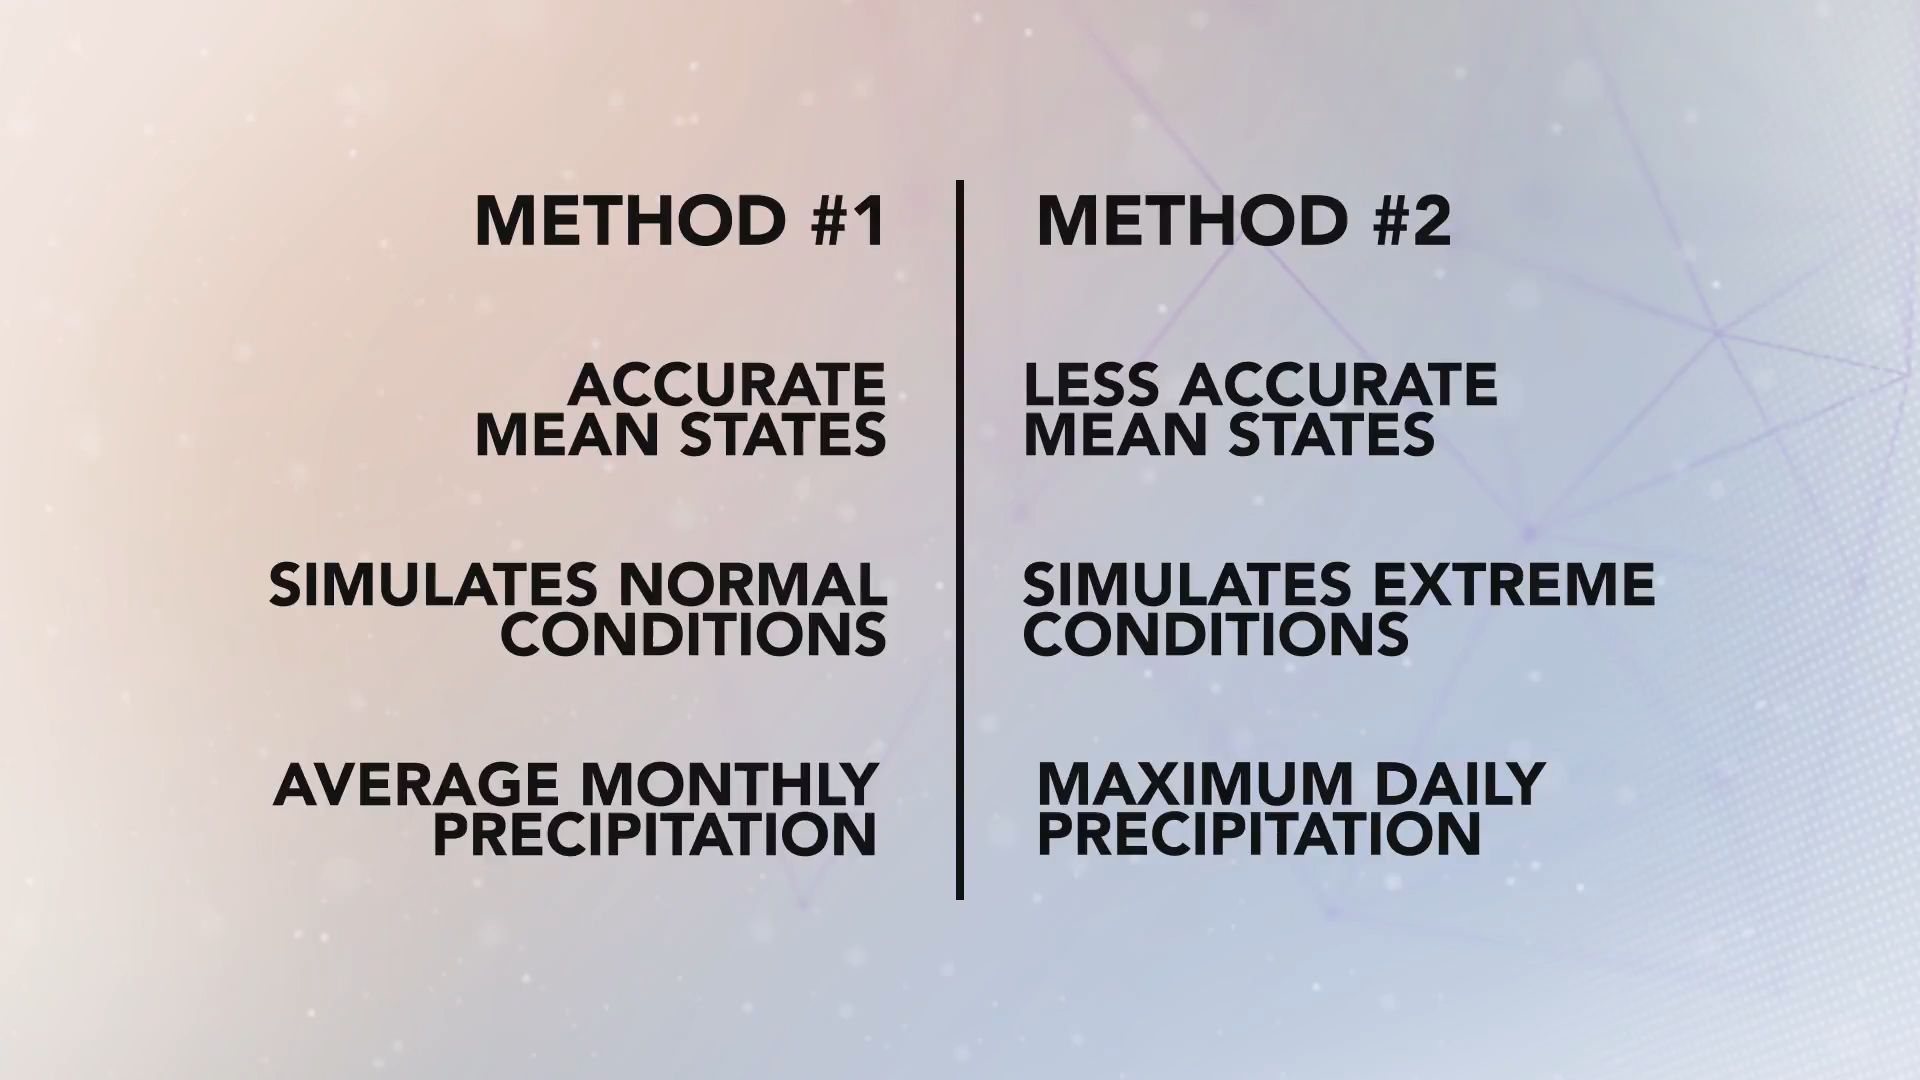 METHOD #1
ACCURATE
MEAN STATES
SIMULATES NORMAL
CONDITIONS
AVERAGE MONTHLY
PRECIPITATION
METHOD #2
LESS ACCURATE
MEAN STATES
SIMULATES EXTREME
CONDITIONS
MAXIMUM DAILY
PRECIPITATION